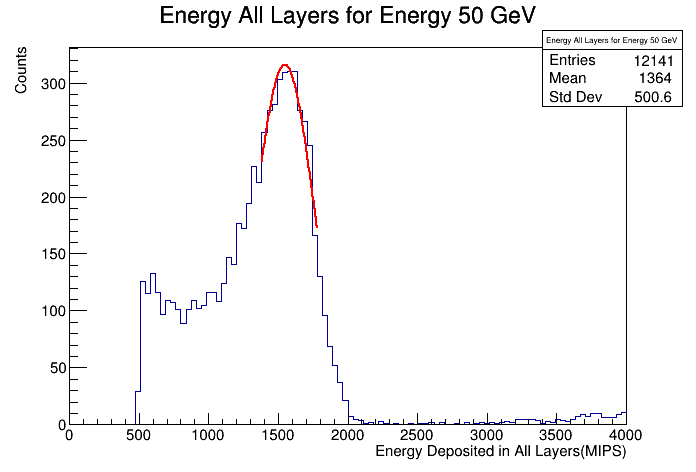 Energy All Layers for Energy 50 GeV
Energy All Layers for Energy 50 GeV
Entries 12141
Mean 1364
Std Dev 500.6
Counts
300
250
200
150
100
50
0
0 500 1000 1500 2000 2500 3000 3500 4000
Energy Deposited in All Layers(MIPS)